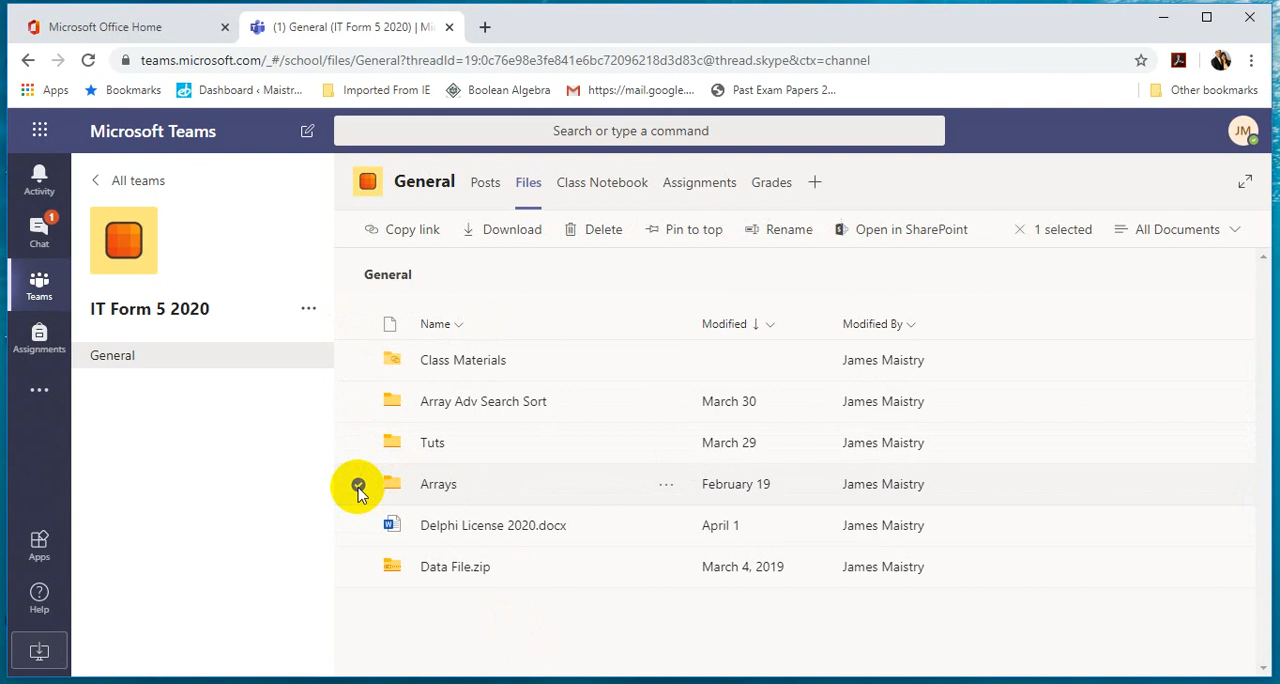 Microsoft Office Home
(1) General (IT Form 5 2020) | Mi
teams.microsoft.com/_#/school/files/General?threadId=19:0c76e98e3fe841e6bc72096218d3d83c@thread.skype&ctx=channel
Apps Bookmarks Dashboard ‹ Maistr... Imported From IE Boolean Algebra https://mail.google.... Past Exam Papers 2... Other bookmarks
Microsoft Teams
Search or type a command
JM
Activity
1
Chat
Teams
Assignments
Apps
Help
All teams
IT Form 5 2020
General
General Posts Files Class Notebook Assignments Grades
Copy link Download Delete Pin to top Rename Open in SharePoint 1 selected All Documents
General
Name Modified Modified By
Class Materials James Maistry
Array Adv Search Sort March 30 James Maistry
Tuts March 29 James Maistry
Arrays February 19 James Maistry
Delphi License 2020.docx April 1 James Maistry
Data File.zip March 4, 2019 James Maistry